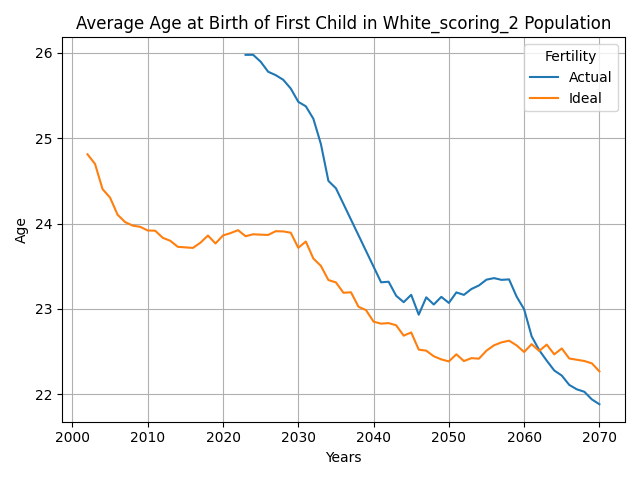 Average Age at Birth of First Child in White_scoring_2 Population
Fertility
Actual
Ideal
Age
26
25
24
23
22
2000 2010 2020 2030 2040 2050 2060 2070
Years